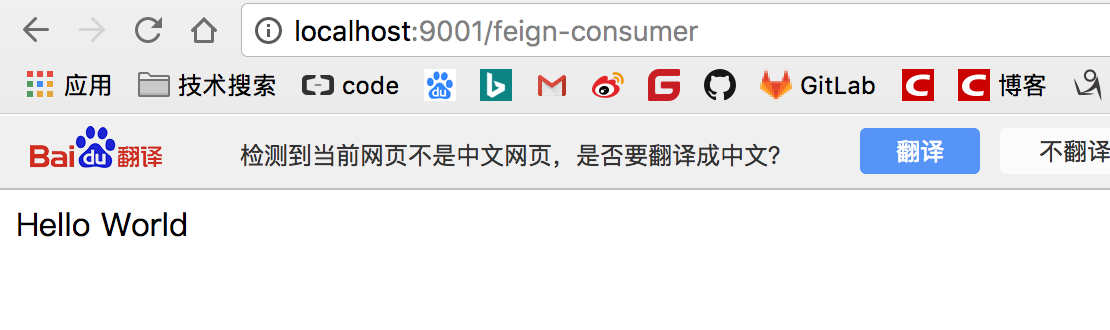 localhost:9001/feign-consumer
应用 技术搜索 code du b GitLab C C 博客
Bai du 翻译 检测到当前网页不是中文网页，是否要翻译成中文？ 翻译 不翻译
Hello World